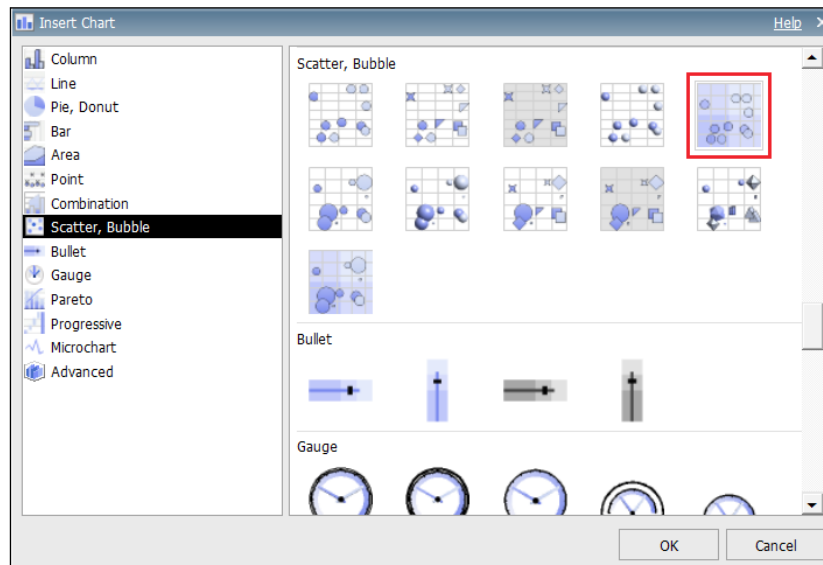 Insert Chart
Help
Column
Line
Pie, Donut
Bar
Area
Point
Combination
Scatter, Bubble
Bullet
Gauge
Pareto
Progressive
Microchart
Advanced
Scatter, Bubble
Bullet
Gauge
OK
Cancel